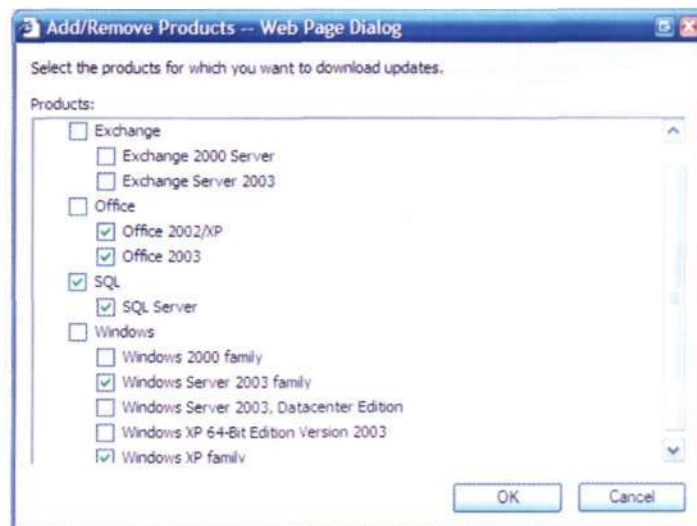 Add/Remove Products -- Web Page Dialog
Select the products for which you want to download updates.
Products:
Exchange
Exchange 2000 Server
Exchange Server 2003
Office
Office 2002/XP
Office 2003
SQL
SQL Server
Windows
Windows 2000 family
Windows Server 2003 family
Windows Server 2003, Datacenter Edition
Windows XP 64-Bit Edition Version 2003
Windows XP family
OK Cancel